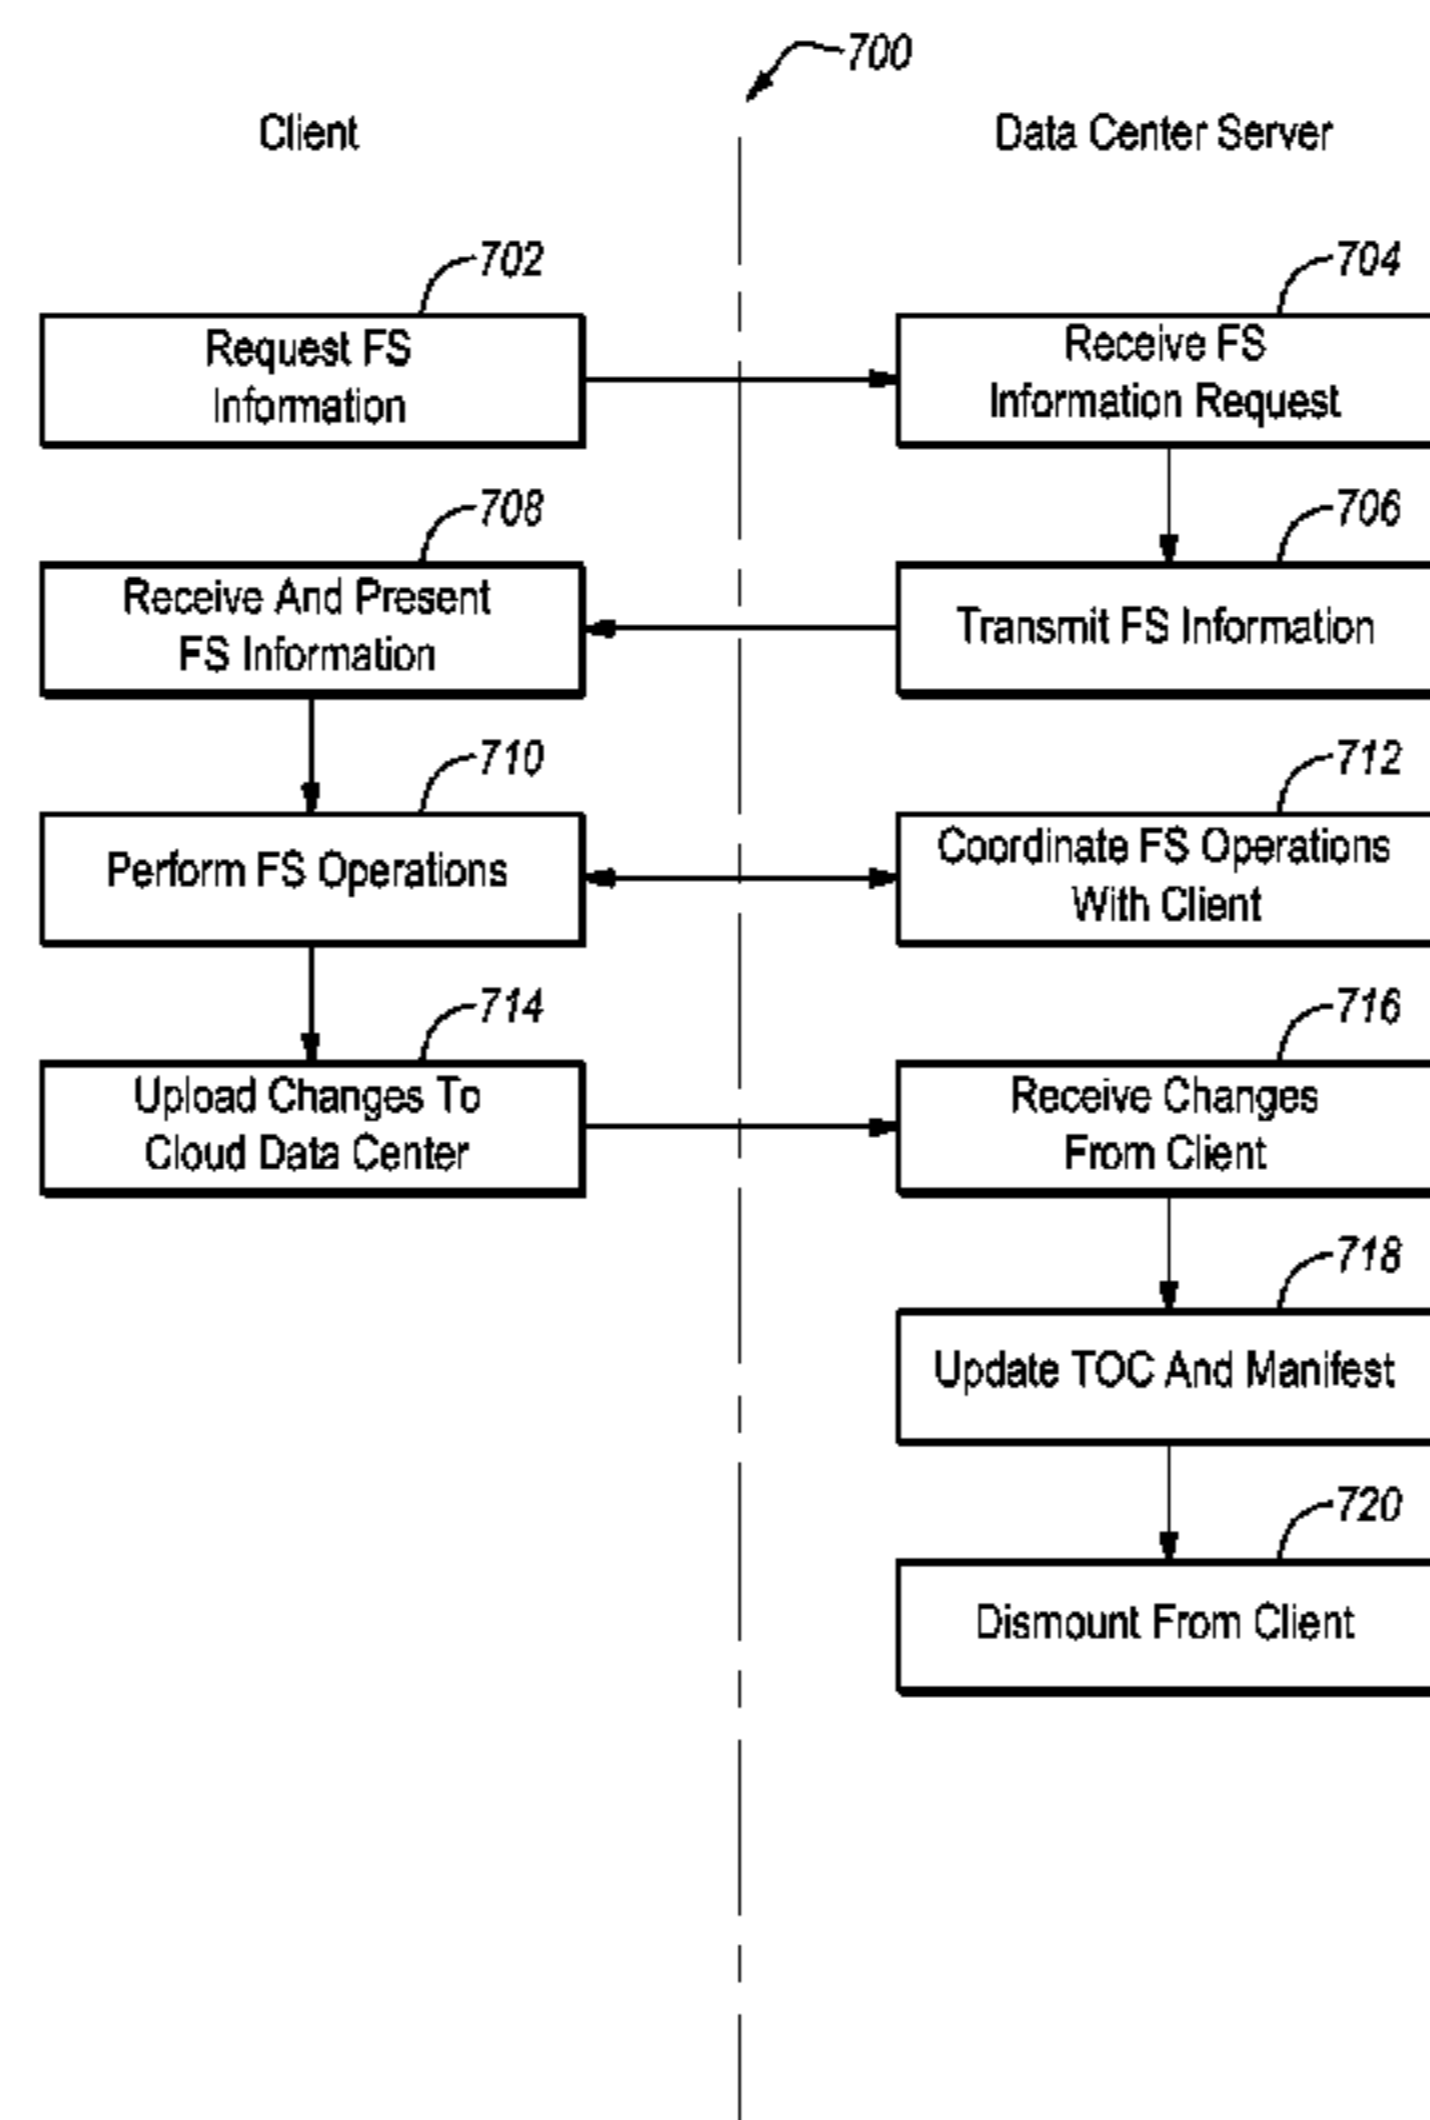 700
Client
Data Center Server
702
Request FS
Information
704
Receive FS
Information Request
708
Receive And Present
FS Information
706
Transmit FS Information
710
Perform FS Operations
712
Coordinate FS Operations
With Client
714
Upload Changes To
Cloud Data Center
716
Receive Changes
From Client
718
Update TOC And Manifest
720
Dismount From Client